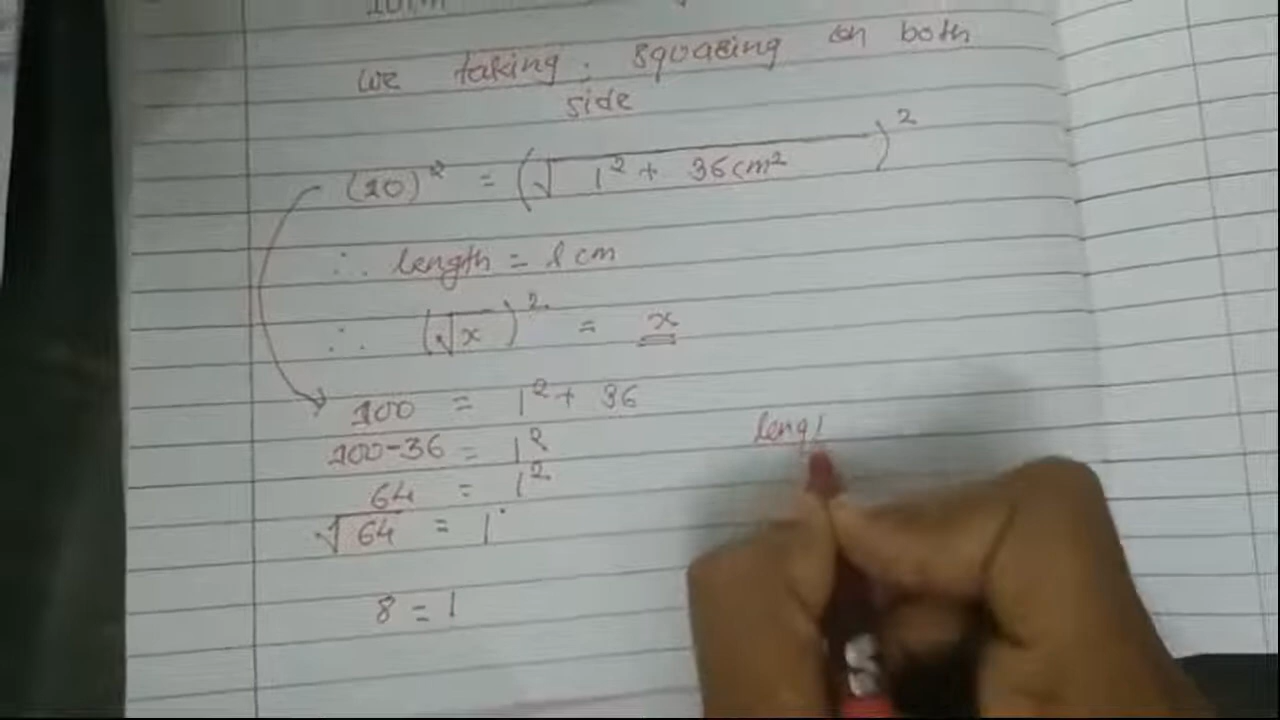 we taking squaring on both
side
(10)² = (√l² + 36cm²)²
∴ length = l cm
∴ (√x)² = x
100 = l² + 36
100-36 = l²
64 = l²
√64 = l
leng
8 = l